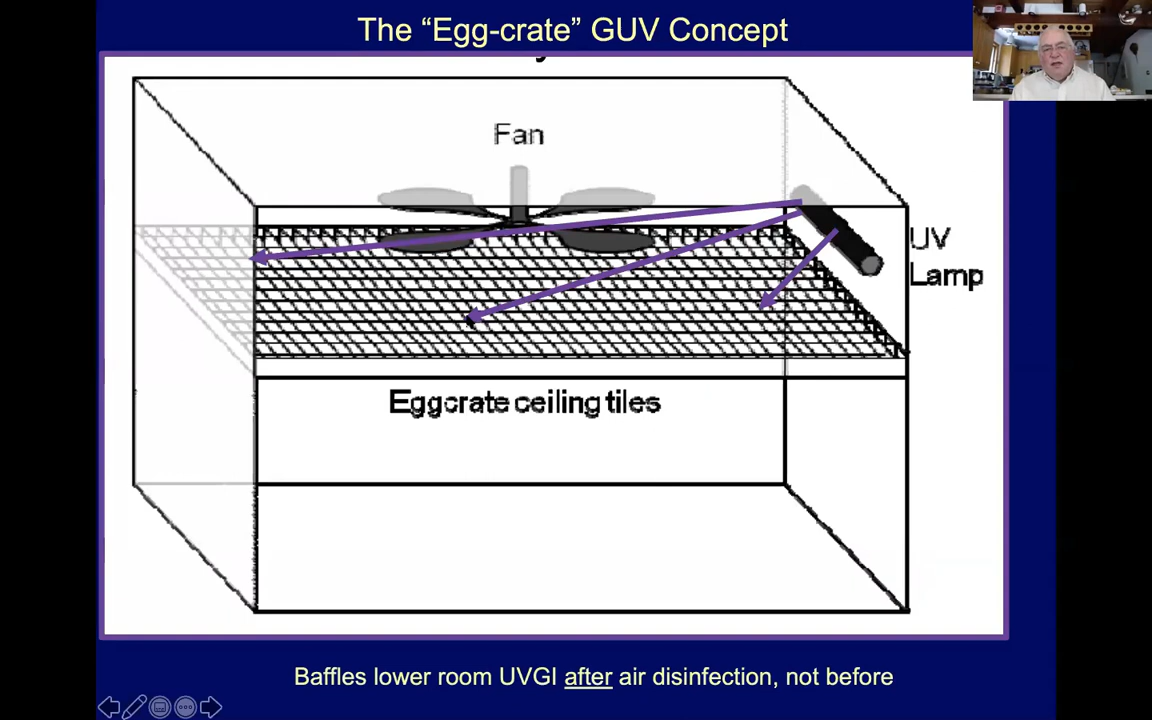 The “Egg-crate” GUV Concept
Fan
UV
Lamp
Eggcrate ceiling tiles
Baffles lower room UVGI after air disinfection, not before